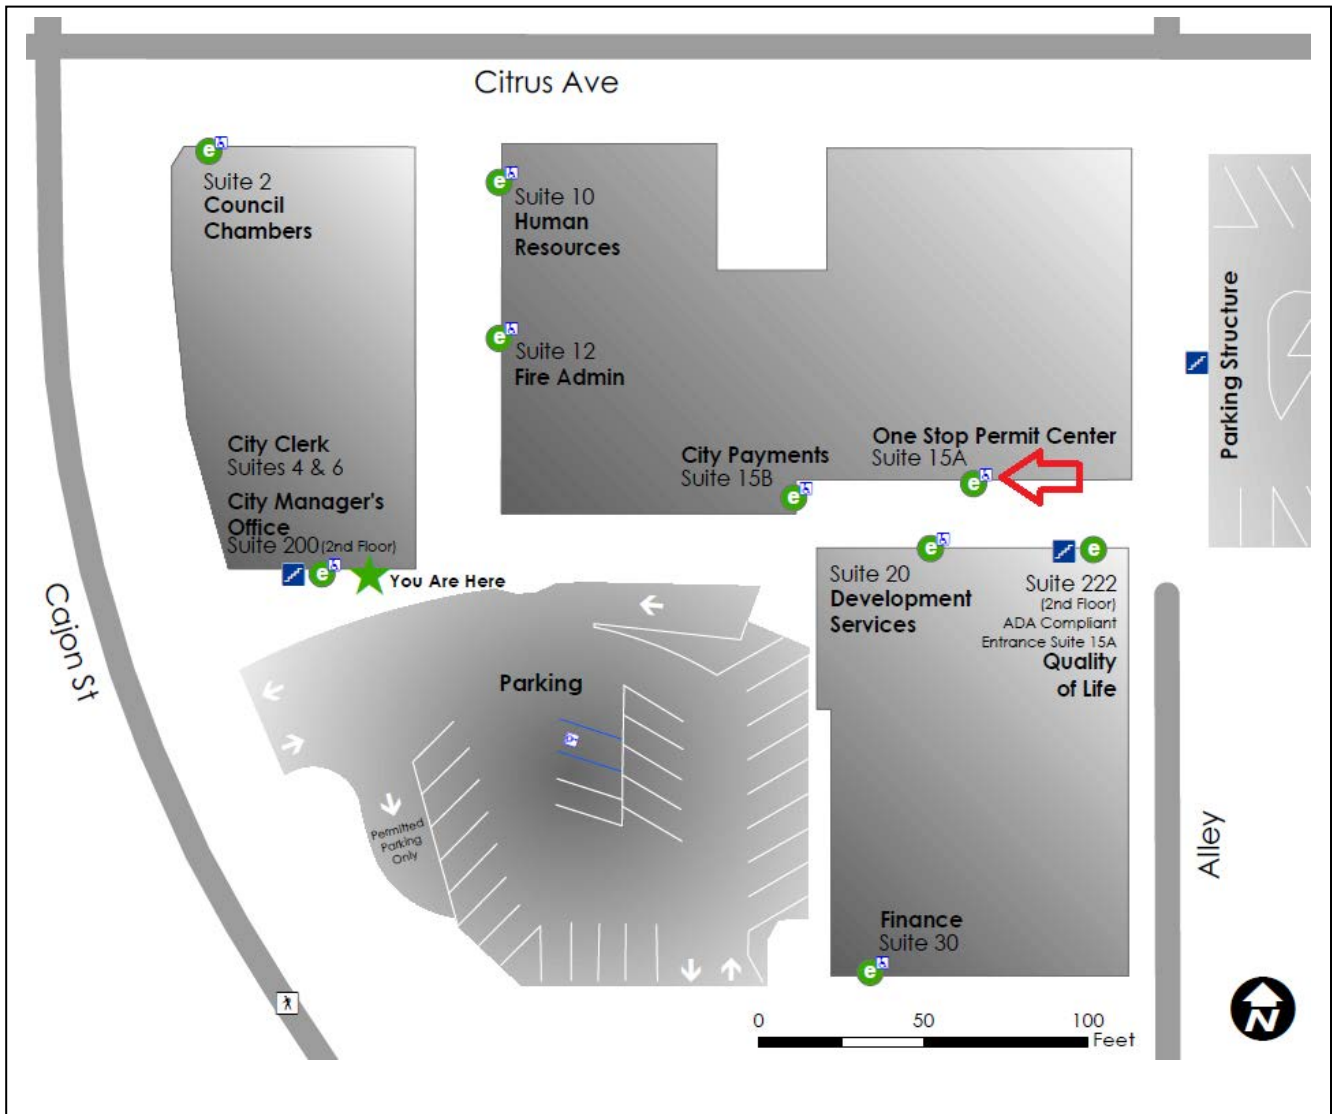 Citrus Ave
e
Suite 2
Council
Chambers
e
Suite 10
Human
Resources
e
Suite 12
Fire Admin
Parking Structure
City Clerk
Suites 4 & 6
City Manager's
Office
Suite 200 (2nd Floor)
e
You Are Here
City Payments
Suite 15B
e
One Stop Permit Center
Suite 15A
e
e
Suite 20
Development
Services
e
Suite 222
(2nd Floor)
ADA Compliant
Entrance Suite 15A
Quality
of Life
Cajon St
Parking
Permitted
Parking
Only
Alley
Finance
Suite 30
e
0 50 100
Feet
N